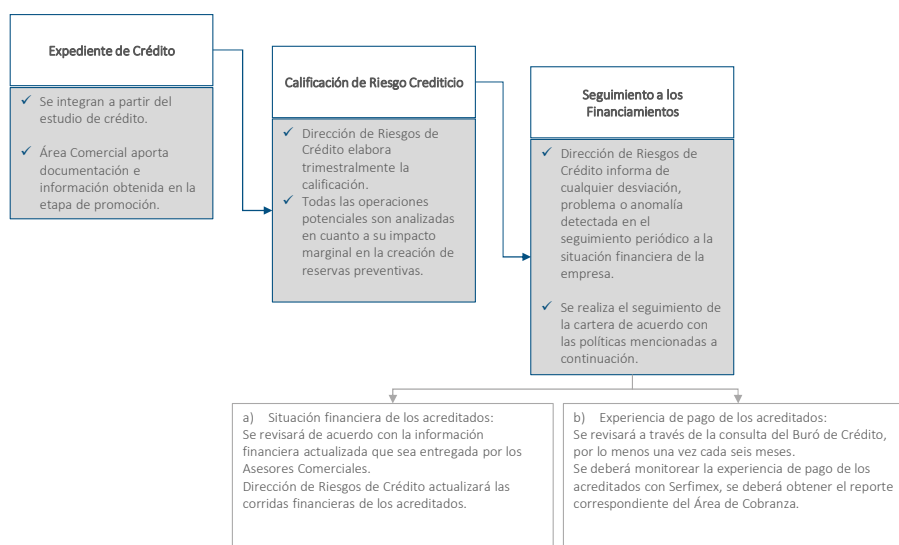 Expediente de Crédito
✓ Se integran a partir del
estudio de crédito.
✓ Área Comercial aporta
documentación e
información obtenida en la
etapa de promoción.
Calificación de Riesgo Crediticio
✓ Dirección de Riesgos de
Crédito elabora
trimestralmente la
calificación.
✓ Todas las operaciones
potenciales son analizadas
en cuanto a su impacto
marginal en la creación de
reservas preventivas.
Seguimiento a los
Financiamientos
✓ Dirección de Riesgos de
Crédito informa de
cualquier desviación,
problema o anomalía
detectada en el
seguimiento periódico a la
situación financiera de la
empresa.
✓ Se realiza el seguimiento de
la cartera de acuerdo con
las políticas mencionadas a
continuación.
a) Situación financiera de los acreditados:
Se revisará de acuerdo con la información
financiera actualizada que sea entregada por los
Asesores Comerciales.
Dirección de Riesgos de Crédito actualizará las
corridas financieras de los acreditados.
b) Experiencia de pago de los acreditados:
Se revisará a través de la consulta del Buró de Crédito,
por lo menos una vez cada seis meses.
Se deberá monitorear la experiencia de pago de los
acreditados con Serfimex, se deberá obtener el reporte
correspondiente del Área de Cobranza.